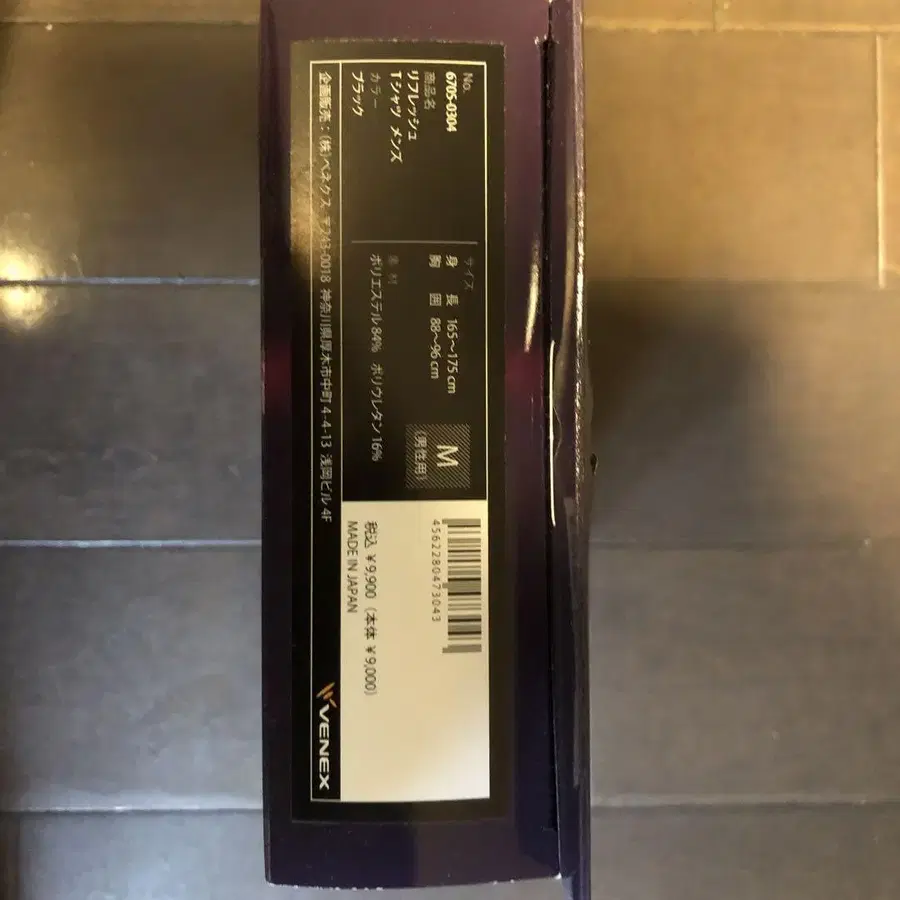 No.
6705-0304
商品名
リフレッシュ
Tシャツ メンズ
カラー
ブラック
サイズ
身 長 165～175 cm
胸 囲 88～96 cm
M
(男性用)
素 材
ポリエステル 84% ポリウレタン 16%
4562280473043
税込 ¥9,900 (本体 ¥9,000)
MADE IN JAPAN
企画販売：(株)ベネクス 〒243-0018 神奈川県厚木市中町 4-4-13 浅岡ビル 4F
VENEX